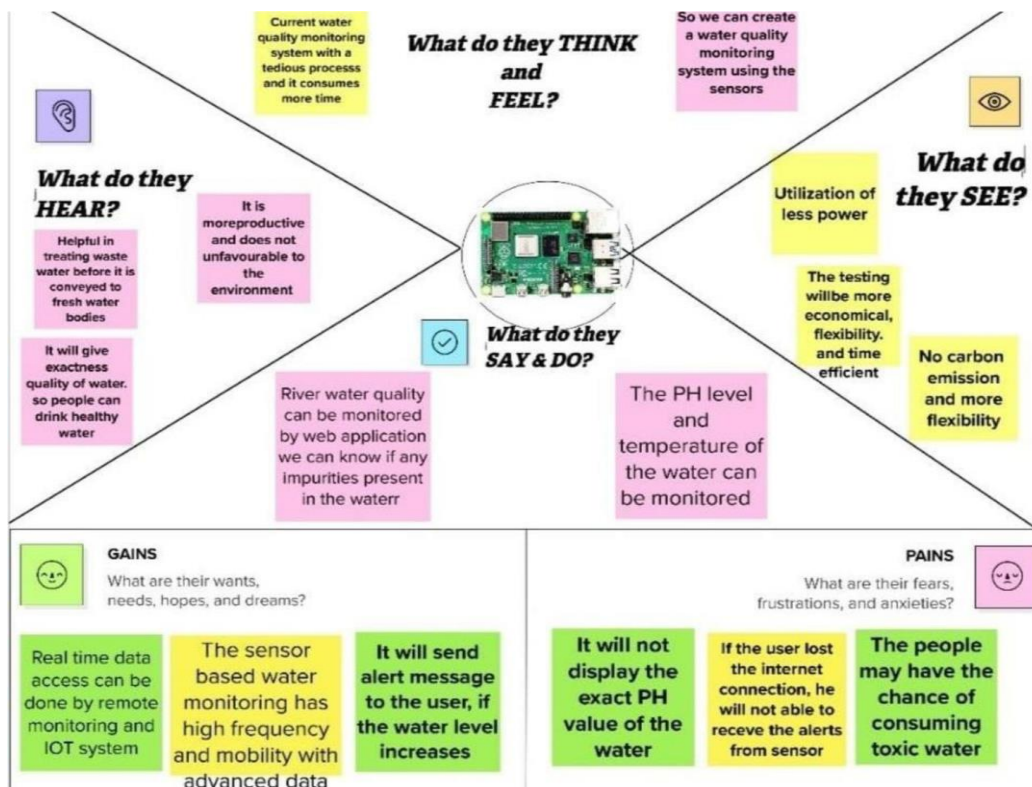 Current water
quality monitoring
system with a
tedious processs
and it consumes
more time
What do they THINK
and
FEEL?
So we can create
a water quality
monitoring
system using the
sensors
What do they
HEAR?
It is
moreproductive
and does not
unfavourable to
the
environment
Helpful in
treating waste
water before it is
conveyed to
fresh water
bodies
It will give
exactness
quality of water.
so people can
drink healthy
water
What do
they SEE?
Utilization of
less power
The testing
willbe more
economical,
flexibility.
and time
efficient
No carbon
emission
and more
flexibility
What do they
SAY & DO?
River water quality
can be monitored
by web application
we can know if any
impurities present
in the waterr
The PH level
and
temperature of
the water can
be monitored
GAINS
What are their wants,
needs, hopes, and dreams?
Real time data
access can be
done by remote
monitoring and
IOT system
The sensor
based water
monitoring has
high frequency
and mobility with
advanced data
It will send
alert message
to the user, if
the water level
increases
PAINS
What are their fears,
frustrations, and anxieties?
It will not
display the
exact PH
value of the
water
If the user lost
the internet
connection, he
will not able to
receve the alerts
from sensor
The people
may have the
chance of
consuming
toxic water